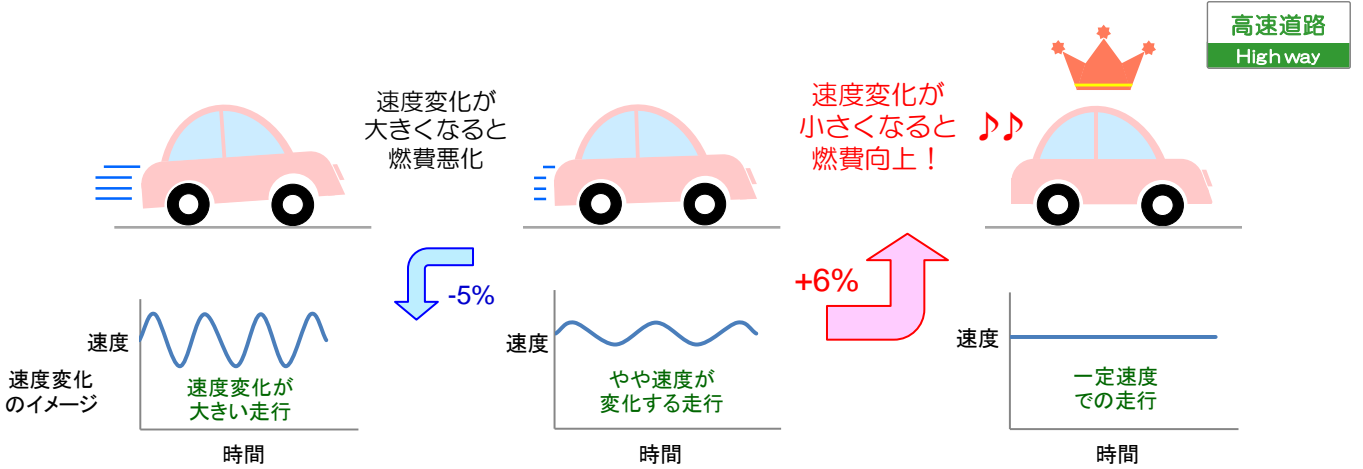 高速道路
High way
速度変化が
大きくなると
燃費悪化
速度変化が
小さくなると
燃費向上！
-5%
+6%
速度変化
のイメージ
速度
速度変化が
大きい走行
時間
速度
やや速度が
変化する走行
時間
速度
一定速度
での走行
時間